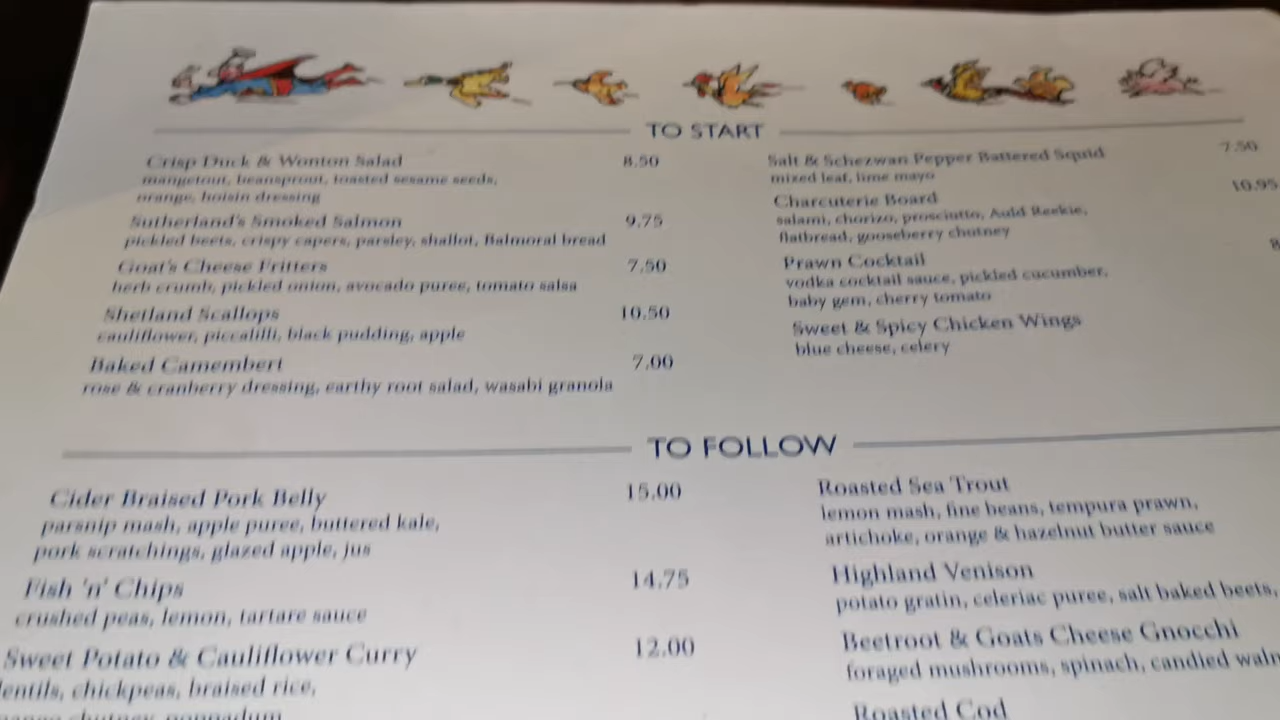 TO START
Crisp Duck & Wonton Salad 8.50
mangetout, beansprout, toasted sesame seeds,
orange, hoisin dressing
Sutherland's Smoked Salmon 9.75
pickled beets, crispy capers, parsley, shallot, Balmoral bread
Goat's Cheese Fritters 7.50
herb crumb, pickled onion, avocado puree, tomato salsa
Shetland Scallops 10.50
cauliflower, piccalilli, black pudding, apple
Baked Camembert 7.00
rose & cranberry dressing, earthy root salad, wasabi granola
Salt & Schezwan Pepper Battered Squid 7.50
mixed leaf, lime mayo
Charcuterie Board 10.95
salami, chorizo, prosciutto, Auld Reekie,
flatbread, gooseberry chutney
Prawn Cocktail 8
vodka cocktail sauce, pickled cucumber,
baby gem, cherry tomato
Sweet & Spicy Chicken Wings
blue cheese, celery
TO FOLLOW
Cider Braised Pork Belly 15.00
parsnip mash, apple puree, buttered kale,
pork scratchings, glazed apple, jus
Fish 'n' Chips 14.75
crushed peas, lemon, tartare sauce
Sweet Potato & Cauliflower Curry 12.00
lentils, chickpeas, braised rice,
mango chutney, poppadum
Roasted Sea Trout
lemon mash, fine beans, tempura prawn,
artichoke, orange & hazelnut butter sauce
Highland Venison
potato gratin, celeriac puree, salt baked beets,
Beetroot & Goats Cheese Gnocchi
foraged mushrooms, spinach, candied waln
Roasted Cod